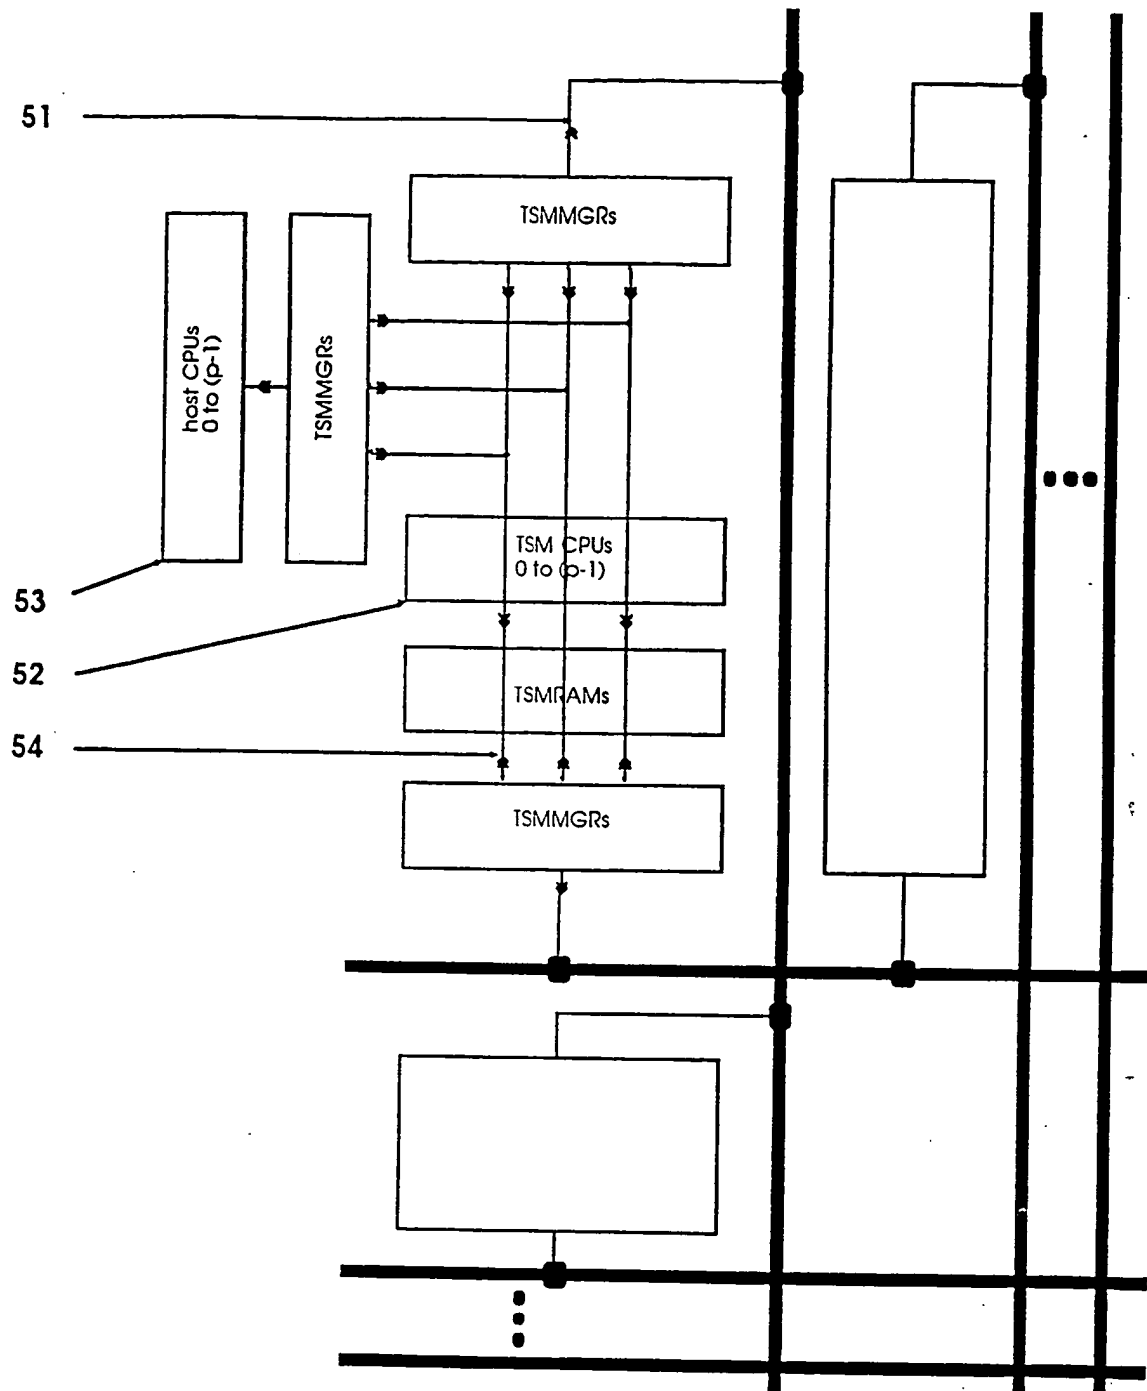 51
TSMMGRs
host CPUs
0 to (p-1)
TSMMGRs
TSM CPUs
0 to (p-1)
53
52
TSMRAMs
54
TSMMGRs